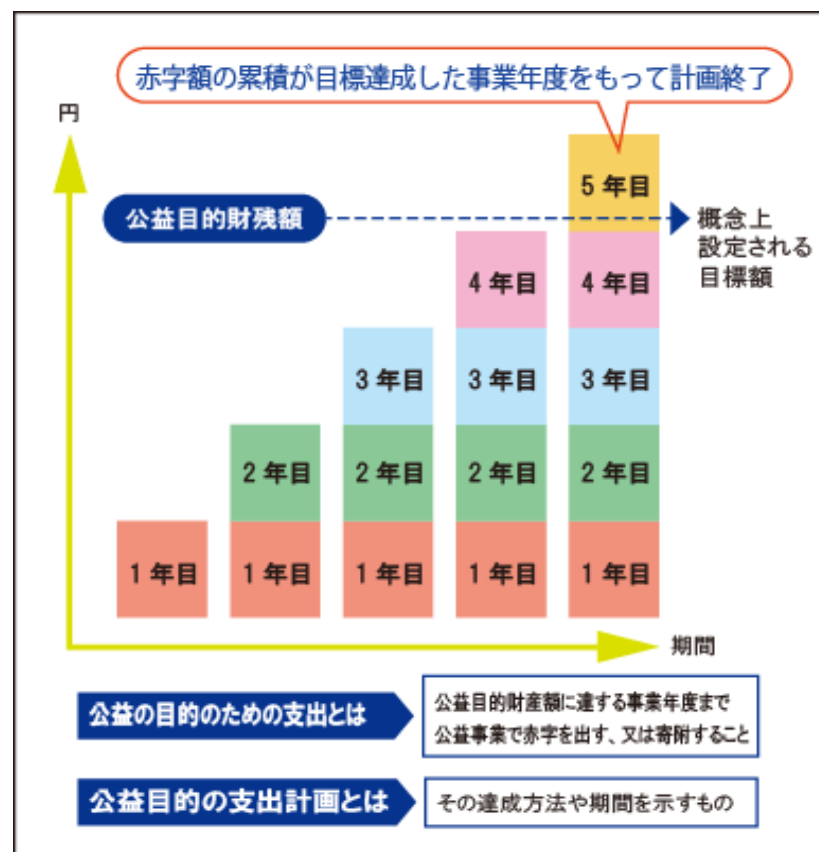 赤字額の累積が目標達成した事業年度をもって計画終了
円
5年目
公益目的財残額
概念上
設定される
目標額
4年目
4年目
3年目
3年目
3年目
2年目
2年目
2年目
2年目
1年目
1年目
1年目
1年目
1年目
期間
公益の目的のための支出とは
公益目的財産額に達する事業年度まで
公益事業で赤字を出す、又は寄附すること
公益目的の支出計画とは
その達成方法や期間を示すもの